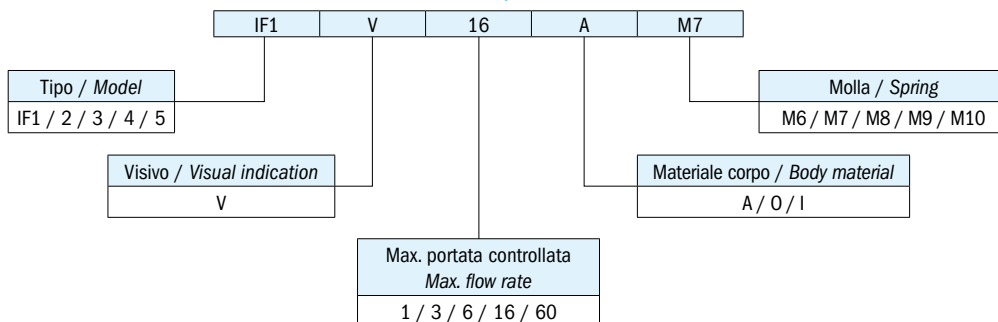 IF1 V 16 A M7
Tipo / Model
IF1 / 2 / 3 / 4 / 5
Molla / Spring
M6 / M7 / M8 / M9 / M10
Visivo / Visual indication
V
Materiale corpo / Body material
A / O / I
Max. portata controllata
Max. flow rate
1 / 3 / 6 / 16 / 60